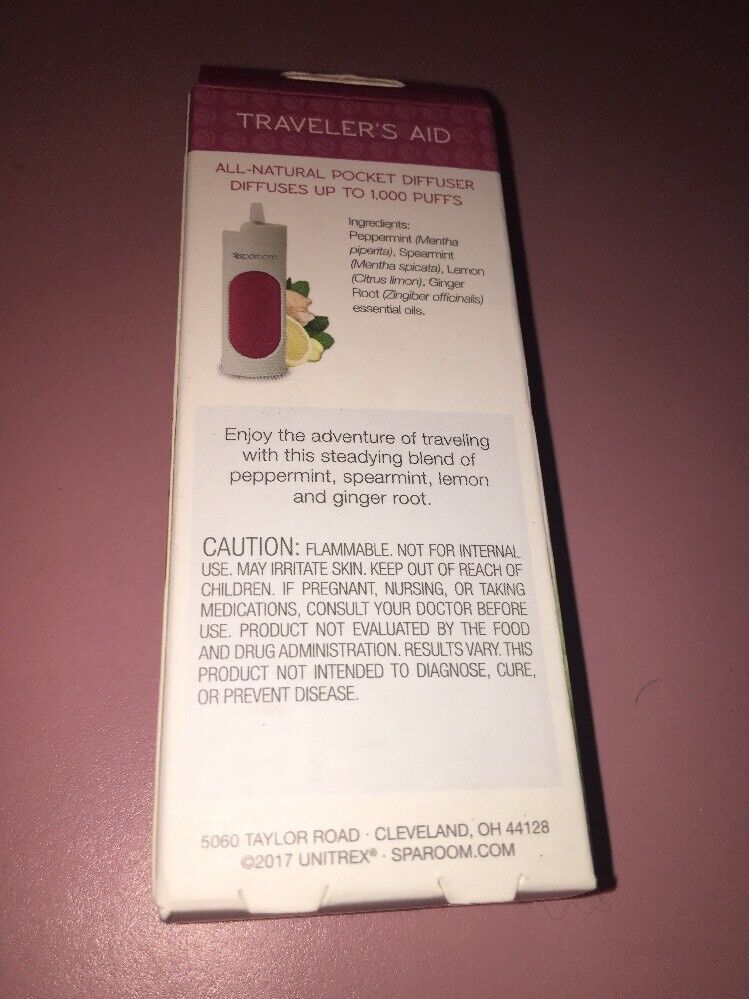 TRAVELER'S AID
ALL-NATURAL POCKET DIFFUSER
DIFFUSES UP TO 1,000 PUFFS
Ingredients:
Peppermint (Mentha
piperita), Spearmint
(Mentha spicata), Lemon
(Citrus limon), Ginger
Root (Zingiber officinalis)
essential oils.
sparoom
Enjoy the adventure of traveling
with this steadying blend of
peppermint, spearmint, lemon
and ginger root.
CAUTION: FLAMMABLE. NOT FOR INTERNAL
USE. MAY IRRITATE SKIN. KEEP OUT OF REACH OF
CHILDREN. IF PREGNANT, NURSING, OR TAKING
MEDICATIONS, CONSULT YOUR DOCTOR BEFORE
USE. PRODUCT NOT EVALUATED BY THE FOOD
AND DRUG ADMINISTRATION. RESULTS VARY. THIS
PRODUCT NOT INTENDED TO DIAGNOSE, CURE,
OR PREVENT DISEASE.
5060 TAYLOR ROAD · CLEVELAND, OH 44128
©2017 UNITREX® · SPAROOM.COM